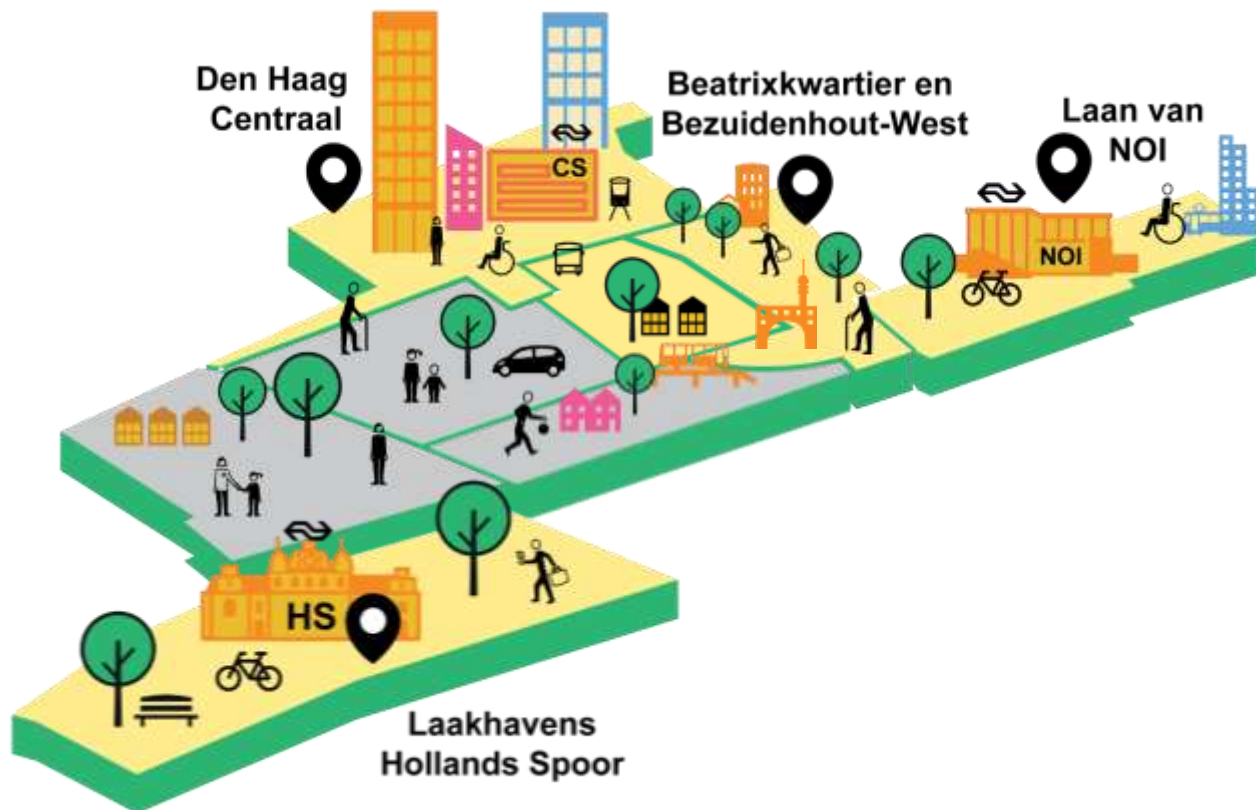 Den Haag
Centraal
Beatrixkwartier en
Bezuidenhout-West
Laan van
NOI
CS
NOI
HS
Laakhavens
Hollands Spoor